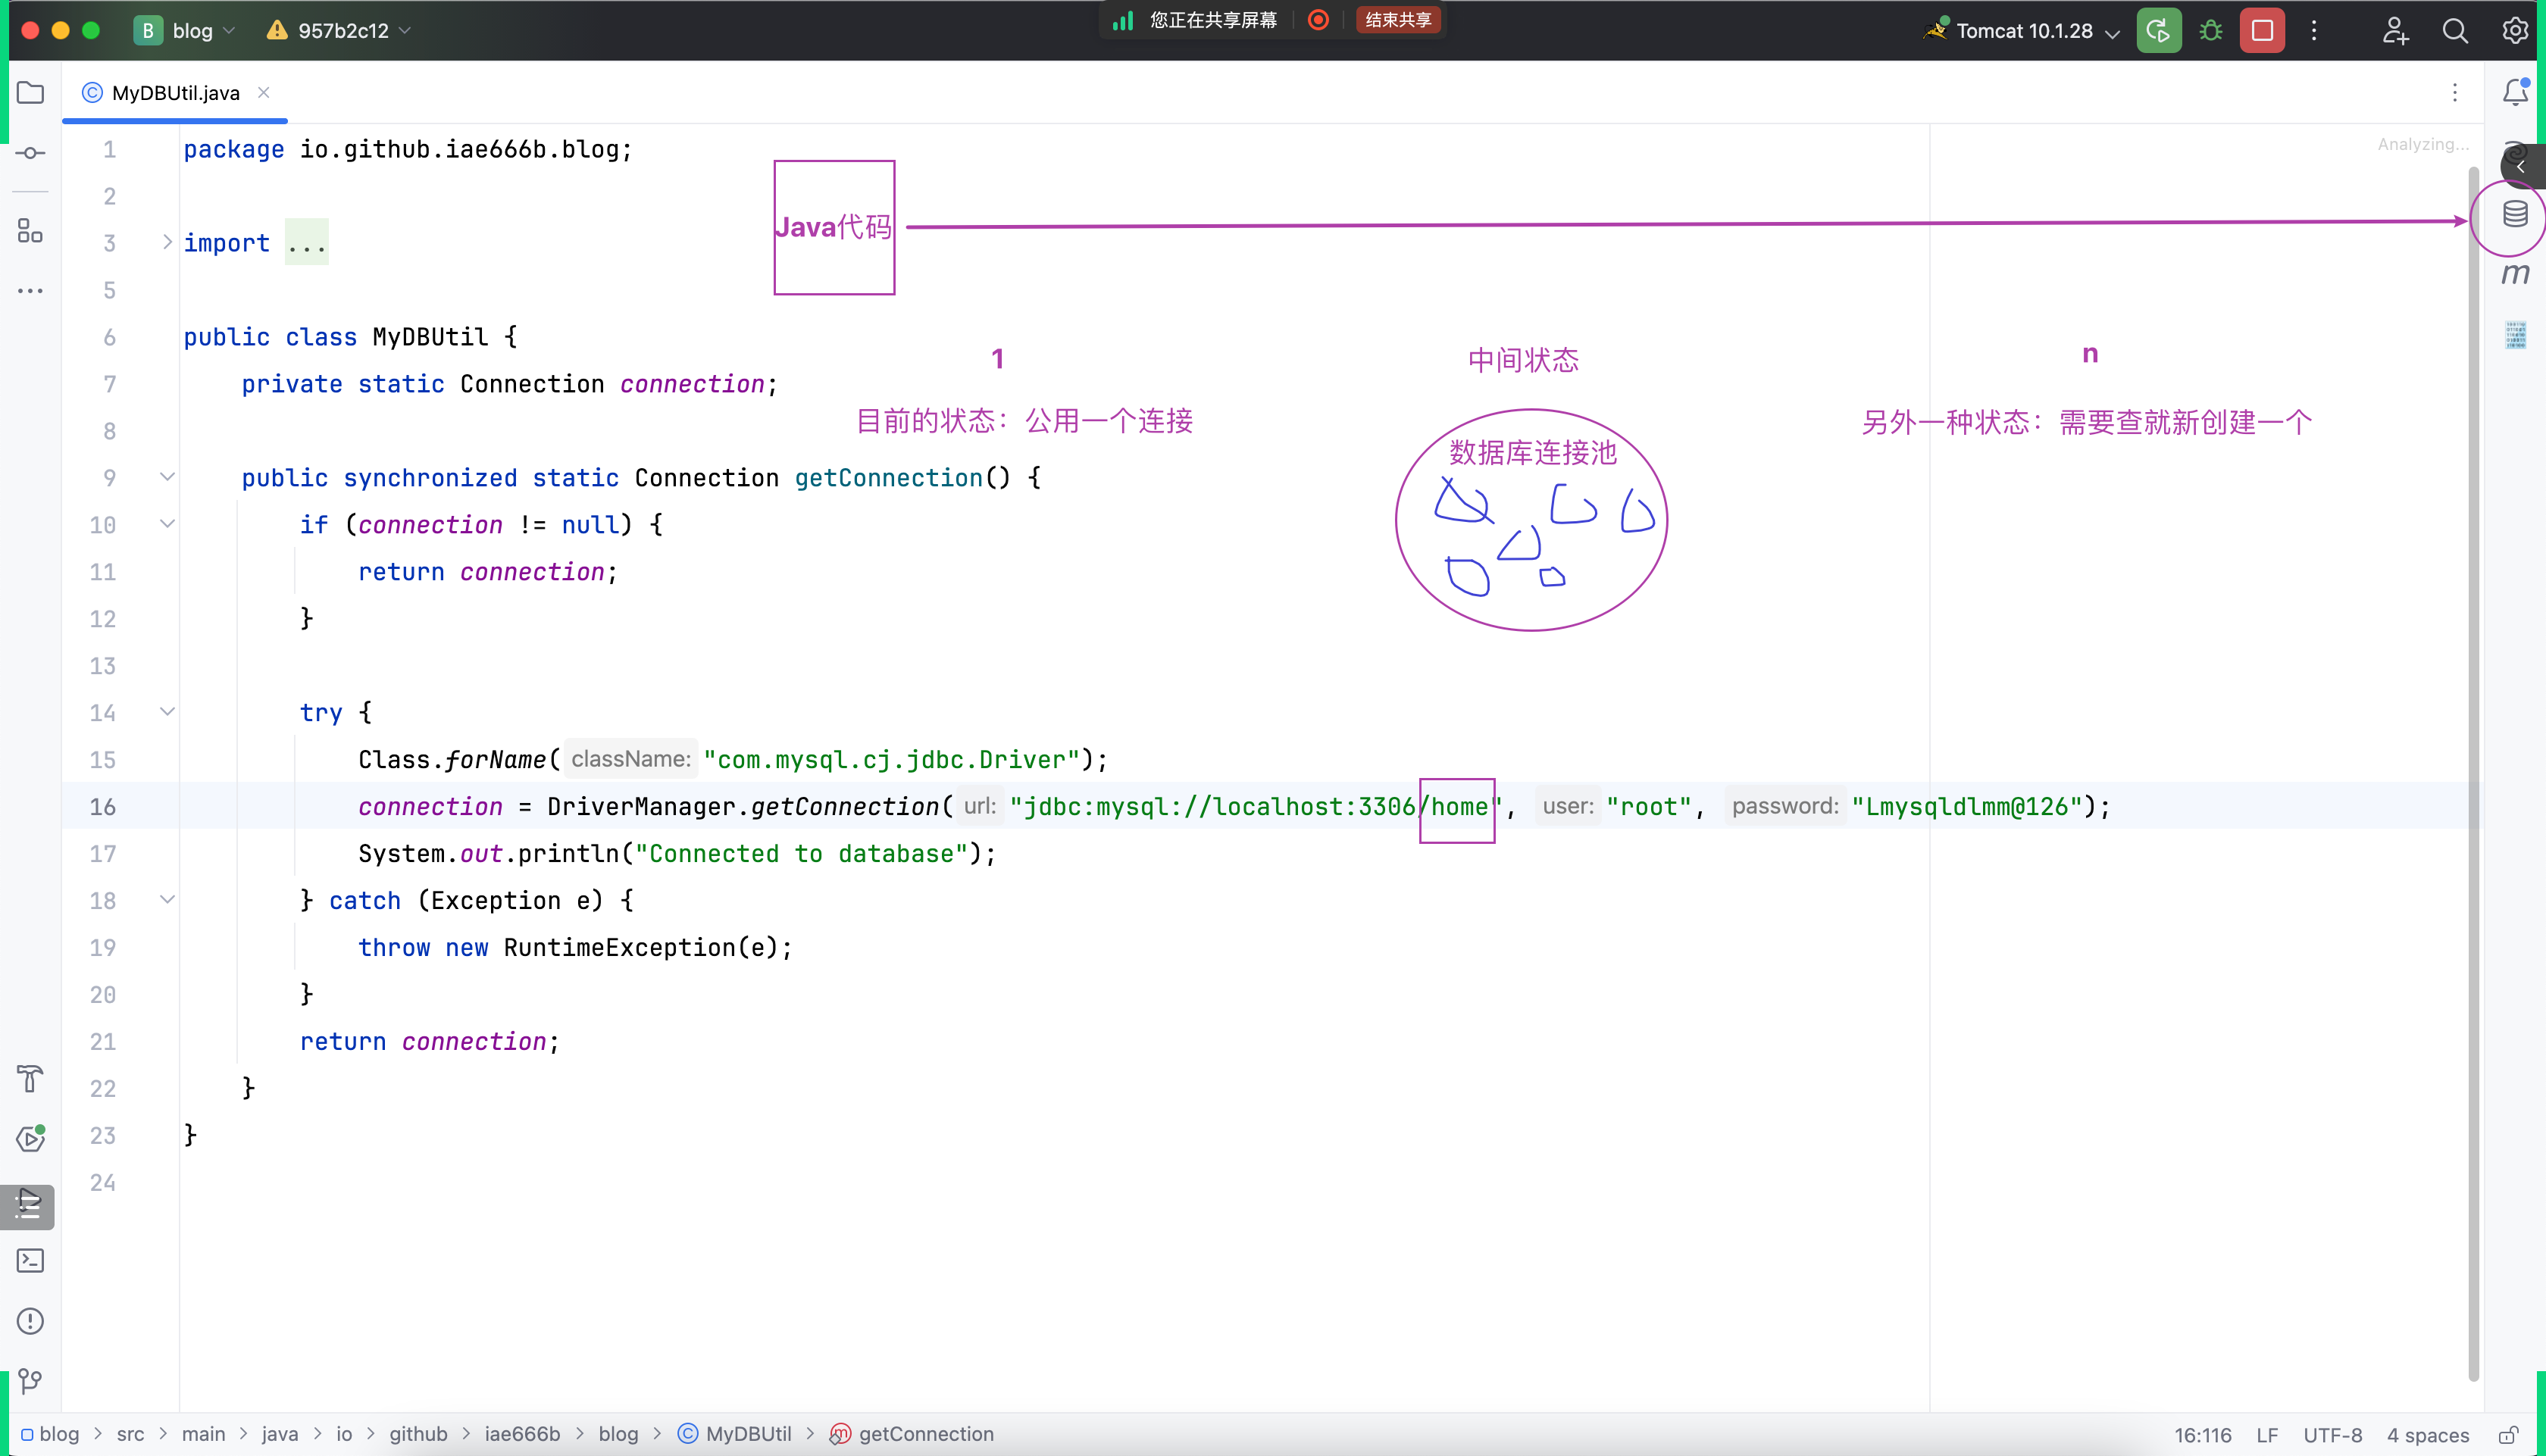 B blog 957b2c12 您正在共享屏幕 结束共享 Tomcat 10.1.28
MyDBUtil.java
Analyzing...
1 package io.github.iae666b.blog;
2
Java代码
3 import ...
m
5
6 public class MyDBUtil {
1 中间状态 n
7 private static Connection connection;
目前的状态：公用一个连接
另外一种状态：需要查就新创建一个
8
数据库连接池
9 public synchronized static Connection getConnection() {
10 if (connection != null) {
11 return connection;
12 }
13
14 try {
15 Class.forName( className: "com.mysql.cj.jdbc.Driver");
16 connection = DriverManager.getConnection( url: "jdbc:mysql://localhost:3306/home", user: "root", password: "Lmysqldlmm@126");
17 System.out.println("Connected to database");
18 } catch (Exception e) {
19 throw new RuntimeException(e);
20 }
21 return connection;
22 }
23 }
24
blog > src > main > java > io > github > iae666b > blog > MyDBUtil > getConnection 16:116 LF UTF-8 4 spaces